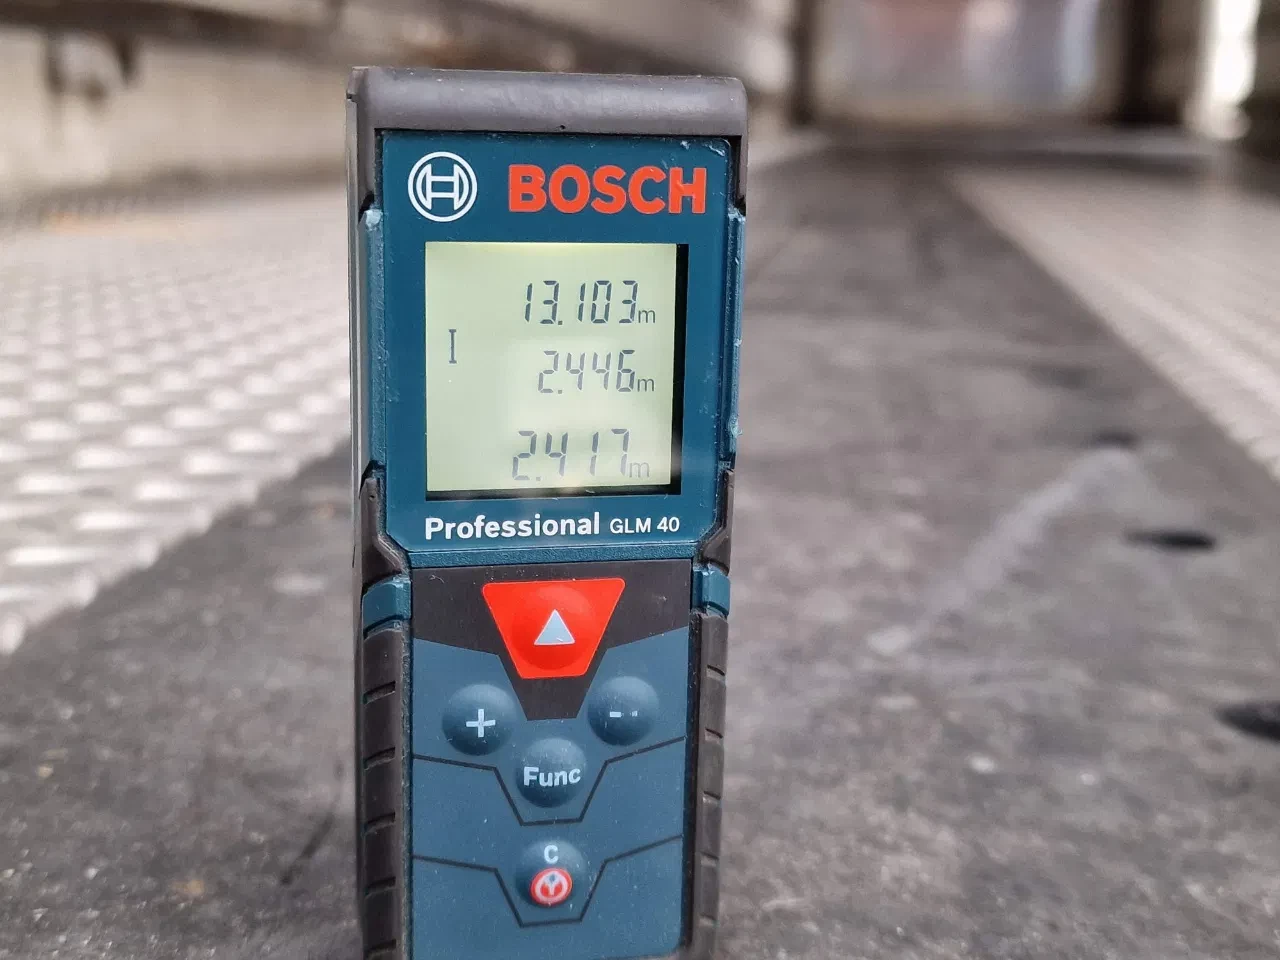 BOSCH
13.103m
2.446m
2.417m
Professional GLM 40
+
-
Func
C